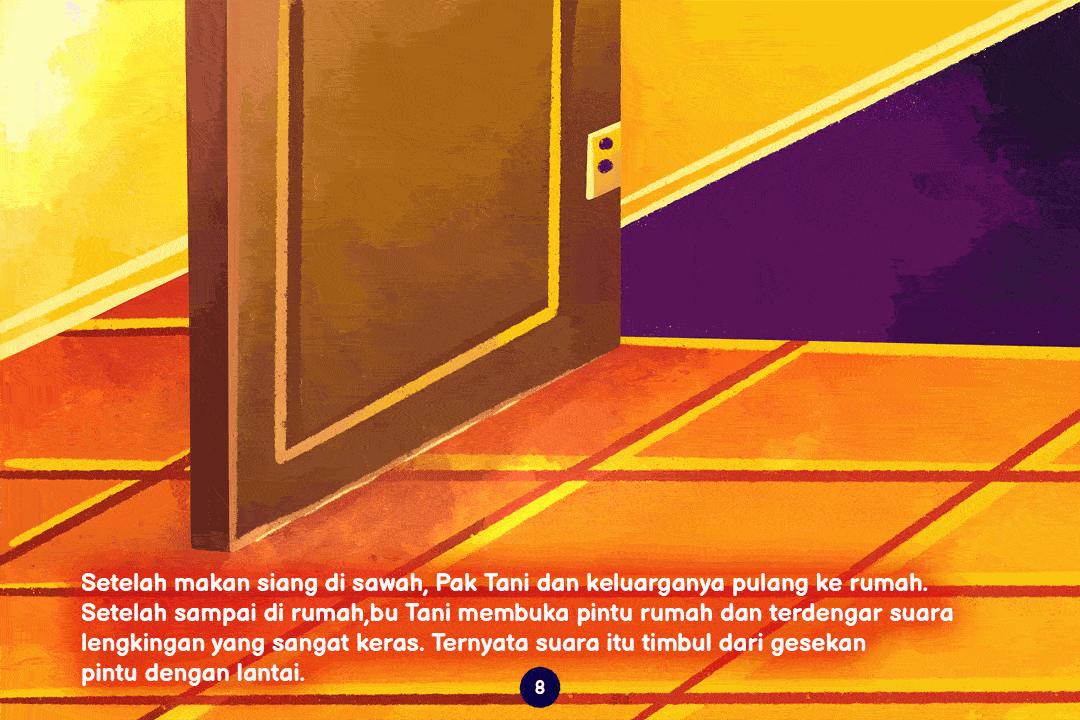 Setelah makan siang di sawah, Pak Tani dan keluarganya pulang ke rumah.
Setelah sampai di rumah,bu Tani membuka pintu rumah dan terdengar suara
lengkingan yang sangat keras. Ternyata suara itu timbul dari gesekan
pintu dengan lantai.
8